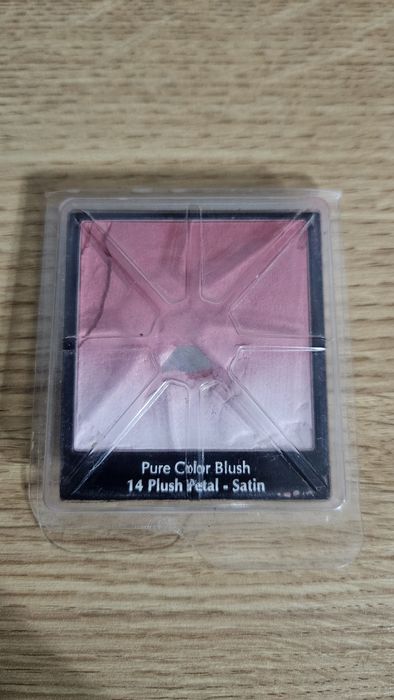 Pure Color Blush
14 Plush Petal - Satin